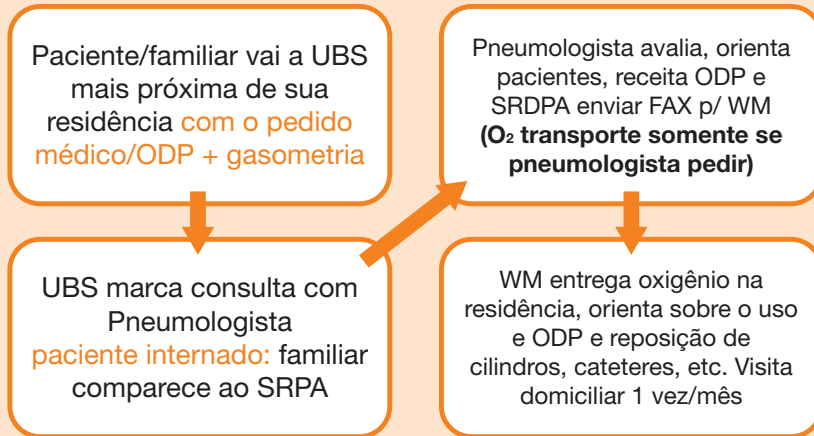 Paciente/familiar vai a UBS
mais próxima de sua
residência com o pedido
médico/ODP + gasometria
UBS marca consulta com
Pneumologista
paciente internado: familiar
comparece ao SRPA
Pneumologista avalia, orienta
pacientes, receita ODP e
SRDPA enviar FAX p/ WM
(O₂ transporte somente se
pneumologista pedir)
WM entrega oxigênio na
residência, orienta sobre o uso
e ODP e reposição de
cilindros, cateteres, etc. Visita
domiciliar 1 vez/mês